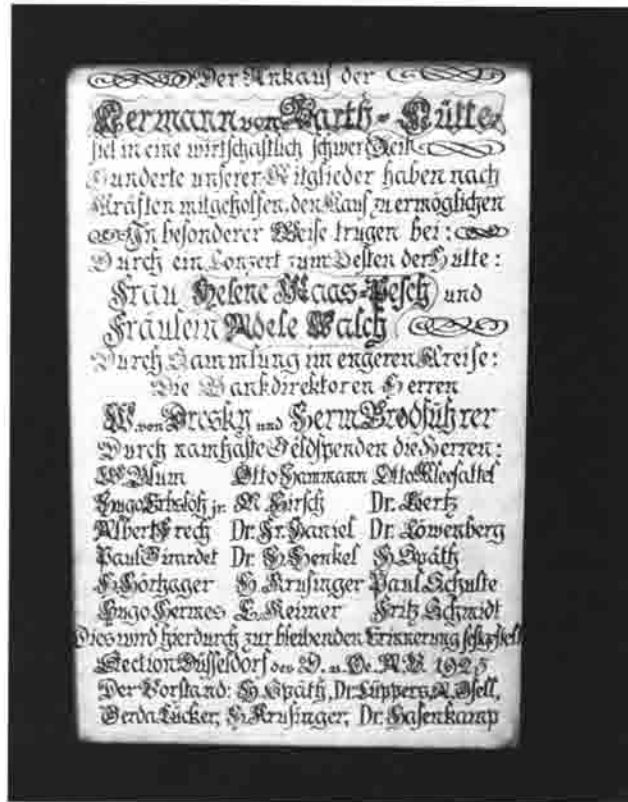 Der Ankauf der
Hermann von Barth-Hütte
fiel in eine wirtschaftlich schwere Zeit
Hunderte unserer Mitglieder haben nach
Kräften mitgeholfen, den Kauf zu ermöglichen
In besonderer Weise trugen bei:
Durch ein Konzert zum Besten der Hütte:
Frau Helene Maas-Pesch und
Fräulein Adele Walch
Durch Sammlung im engeren Kreise:
Die Bankdirektoren Herren
W. von Dresky und Herm Brodführer
Durch namhafte Geldspenden die Herren:
W Blum Otto Hammann Otto Kleesattel
Hugo Erbslöh jr. M. Hirsch Dr.
Albert Frech Dr. Fr. Haniel Dr. Löwenberg
Paul Girardet Dr. H. Henkel H. Späth
F. Hörhager H. Krusinger Paul Schulte
Hugo Hermes E. Reimer Fritz Schmidt
Dies wird hierdurch zur bleibenden Erinnerung festgestellt
Section Düsseldorf des D. u. Oe. A. V. 1925
Der Vorstand: H. Späth, Dr. Lüpperg, A.
Gerda Lücker, H. Krusinger, Dr. Hasenkamp